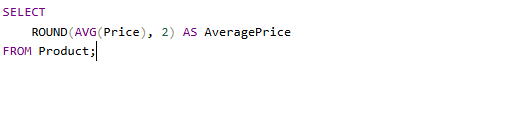 SELECT
    ROUND(AVG(Price), 2) AS AveragePrice
FROM Product;